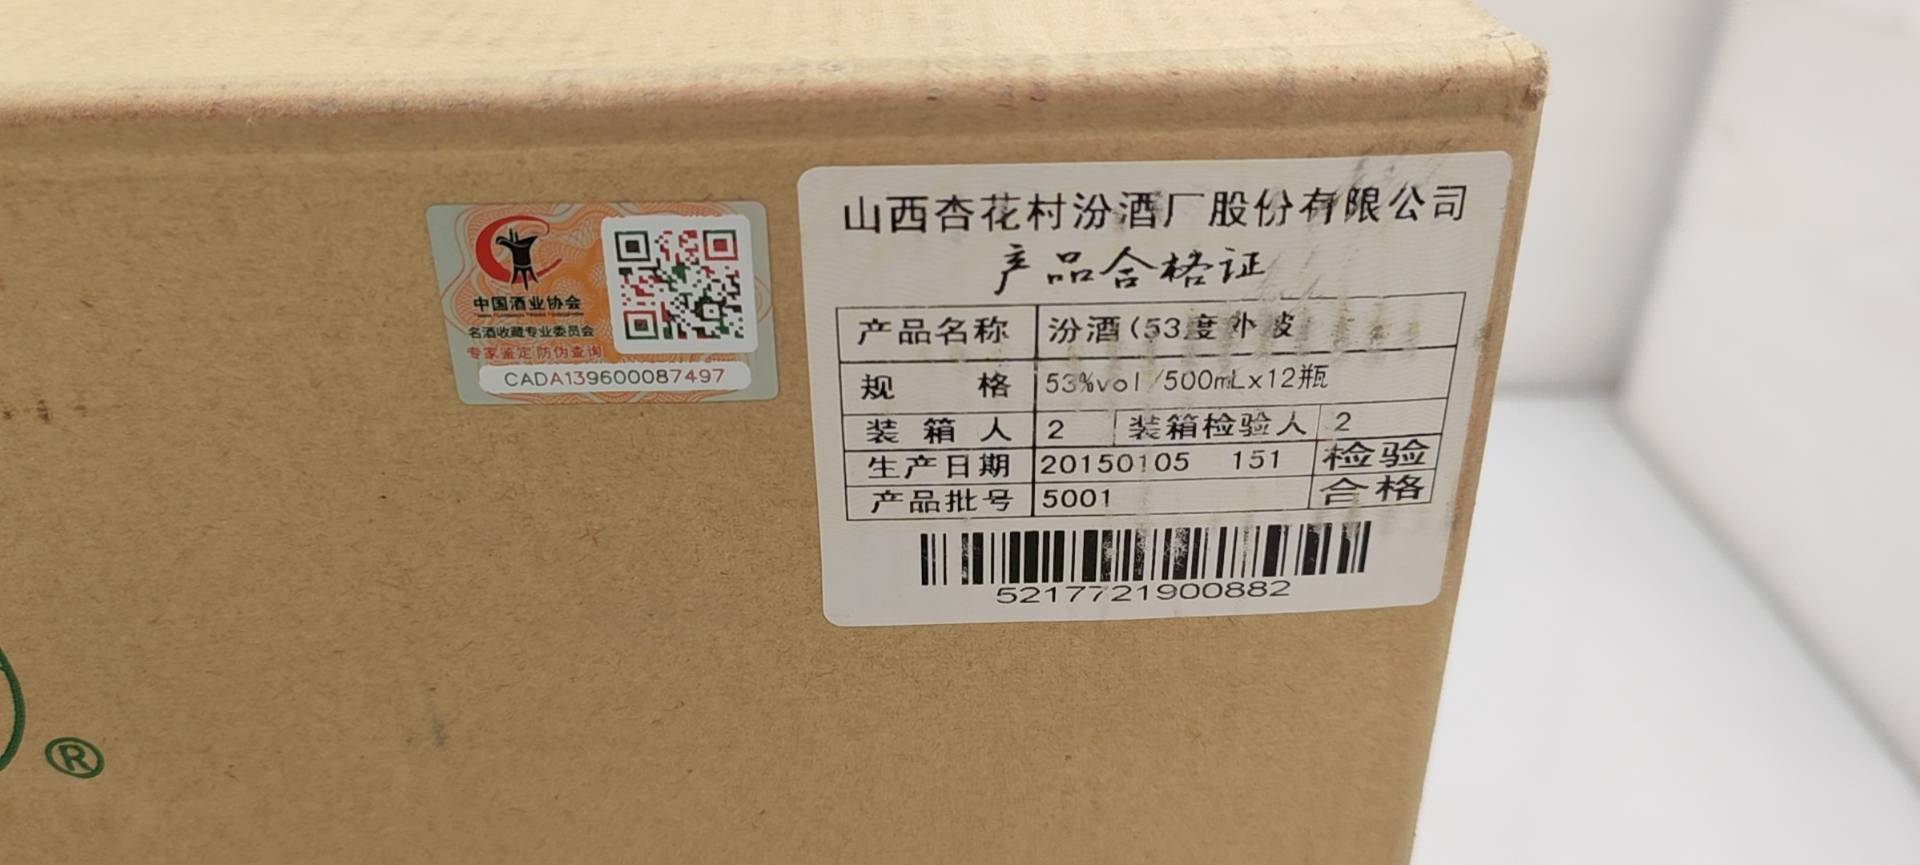 中国酒业协会
名酒收藏专业委员会
专家鉴定 防伪查询
CADA139600087497
山西杏花村汾酒厂股份有限公司
产品合格证
产品名称 汾酒(53度 外玻
规 格 53%vol/500mLx12瓶
装 箱 人 2 装箱检验人 2
生产日期 20150105 151 检验
产品批号 5001 合格
5217721900882
®